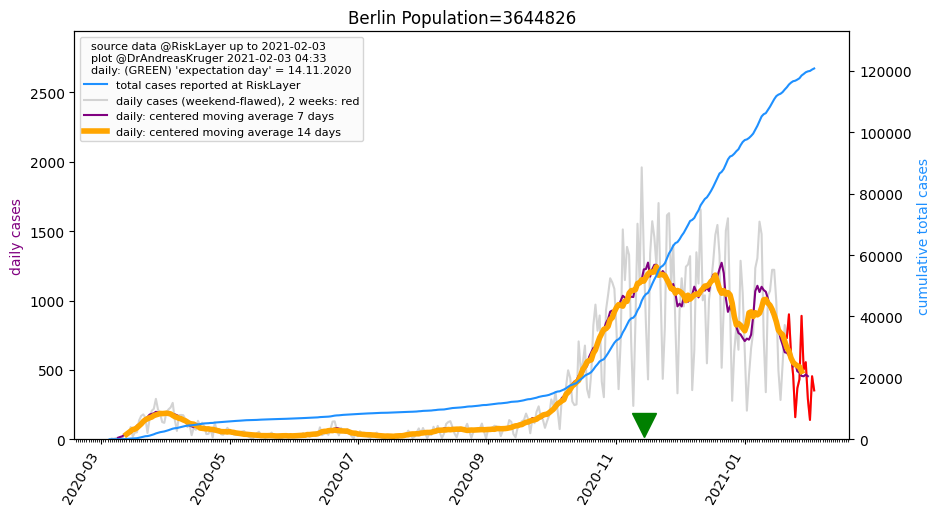 Berlin Population=3644826
source data @RiskLayer up to 2021-02-03
plot @DrAndreasKruger 2021-02-03 04:33
daily: (GREEN) 'expectation day' = 14.11.2020
total cases reported at RiskLayer
daily cases (weekend-flawed), 2 weeks: red
daily: centered moving average 7 days
daily: centered moving average 14 days
daily cases
2500
2000
1500
1000
500
0
120000
100000
80000
60000
40000
20000
0
cumulative total cases
2020-03
2020-05
2020-07
2020-09
2020-11
2021-01